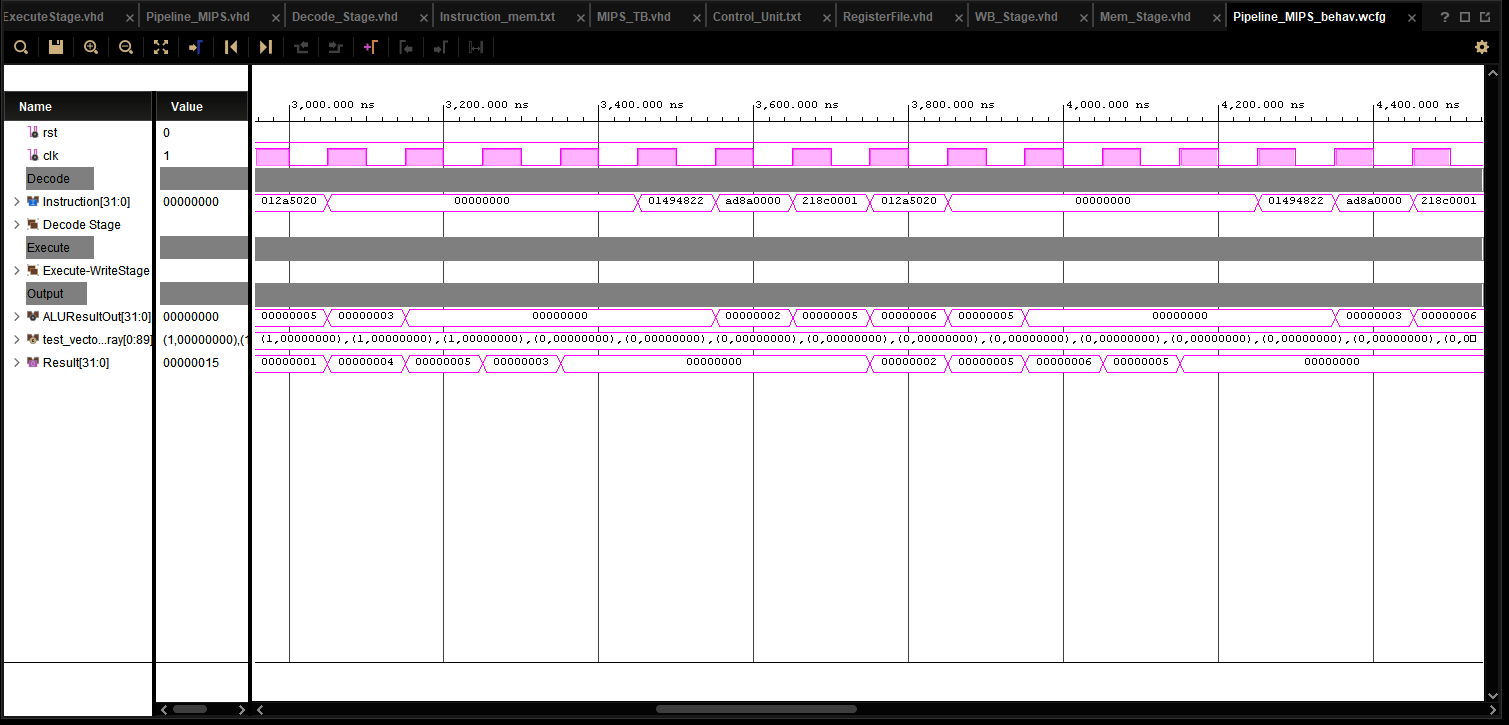 ExecuteStage.vhd Pipeline_MIPS.vhd Decode_Stage.vhd Instruction_mem.txt MIPS_TB.vhd Control_Unit.txt RegisterFile.vhd WB_Stage.vhd Mem_Stage.vhd Pipeline_MIPS_behav.wcfg
Name Value 3,000.000 ns 3,200.000 ns 3,400.000 ns 3,600.000 ns 3,800.000 ns 4,000.000 ns 4,200.000 ns 4,400.000 ns
rst 0
clk 1
Decode
Instruction[31:0] 00000000 012a5020 00000000 01494822 ad8a0000 218c0001 012a5020 00000000 01494822 ad8a0000 218c0001
Decode Stage
Execute
Execute-WriteStage
Output
ALUResultOut[31:0] 00000000 00000005 00000003 00000000 00000002 00000005 00000006 00000005 00000000 00000003 00000006
test_vecto...ray[0:89] (1,00000000),(1 (1,00000000),(1,00000000),(1,00000000),(0,00000000),(0,00000000),(0,00000000),(0,00000000),(0,00000000),(0,00000000),(0,00000000),(0,00000000),(0,00000000),(0,00000000),(0,0
Result[31:0] 00000015 00000001 00000004 00000005 00000003 00000000 00000002 00000005 00000006 00000005 00000000